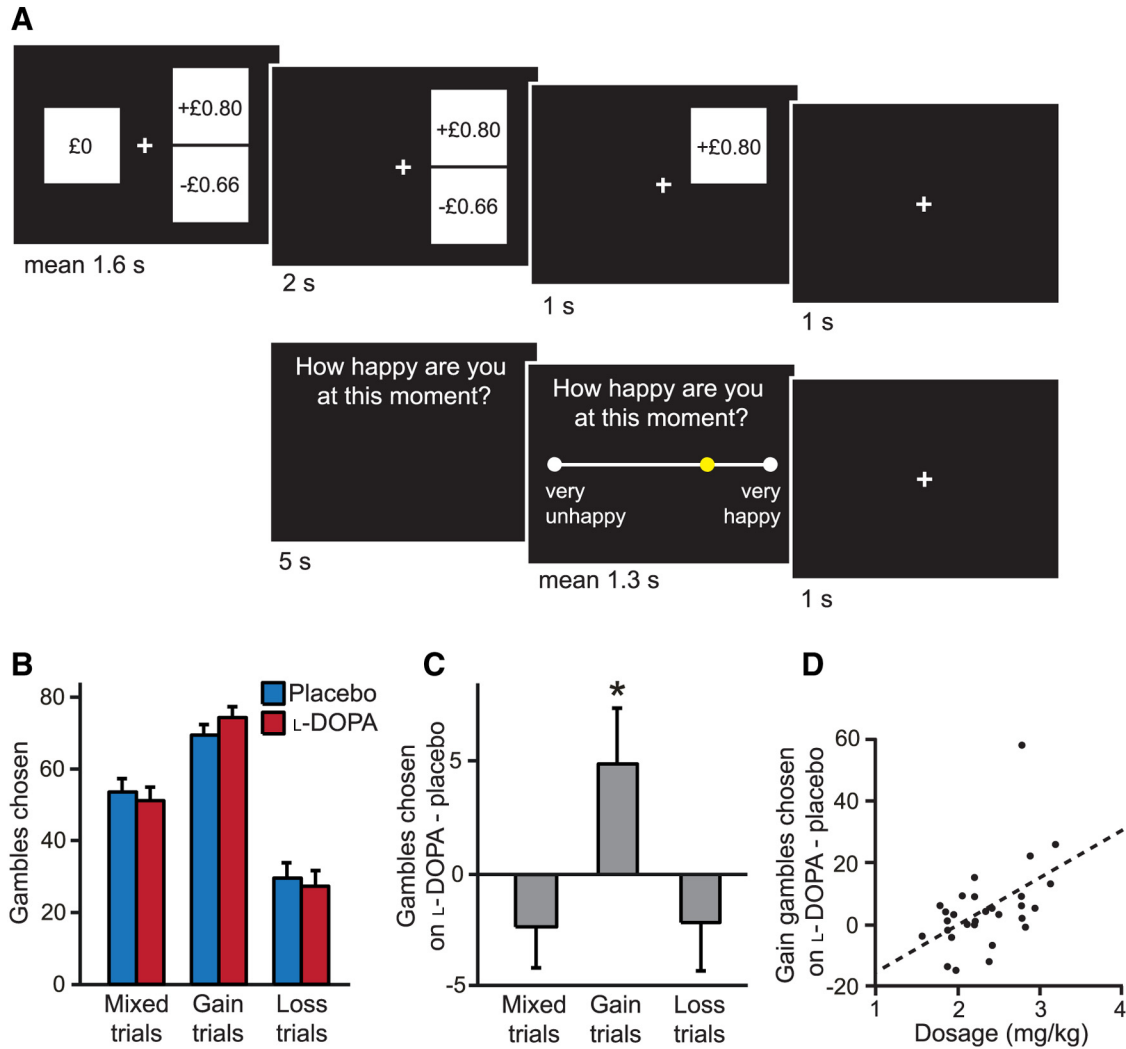 A
£0
+
+£0.80
-£0.66
mean 1.6 s
+
+£0.80
-£0.66
2 s
+
+£0.80
1 s
+
1 s
How happy are you
at this moment?
5 s
How happy are you
at this moment?
very
unhappy
very
happy
mean 1.3 s
+
1 s
B
Gambles chosen
80
60
40
20
0
Placebo
L-DOPA
Mixed
trials
Gain
trials
Loss
trials
C
Gambles chosen
on L-DOPA - placebo
5
0
-5
*
Mixed
trials
Gain
trials
Loss
trials
D
Gain gambles chosen
on L-DOPA - placebo
60
40
20
0
-20
1
2
3
4
Dosage (mg/kg)